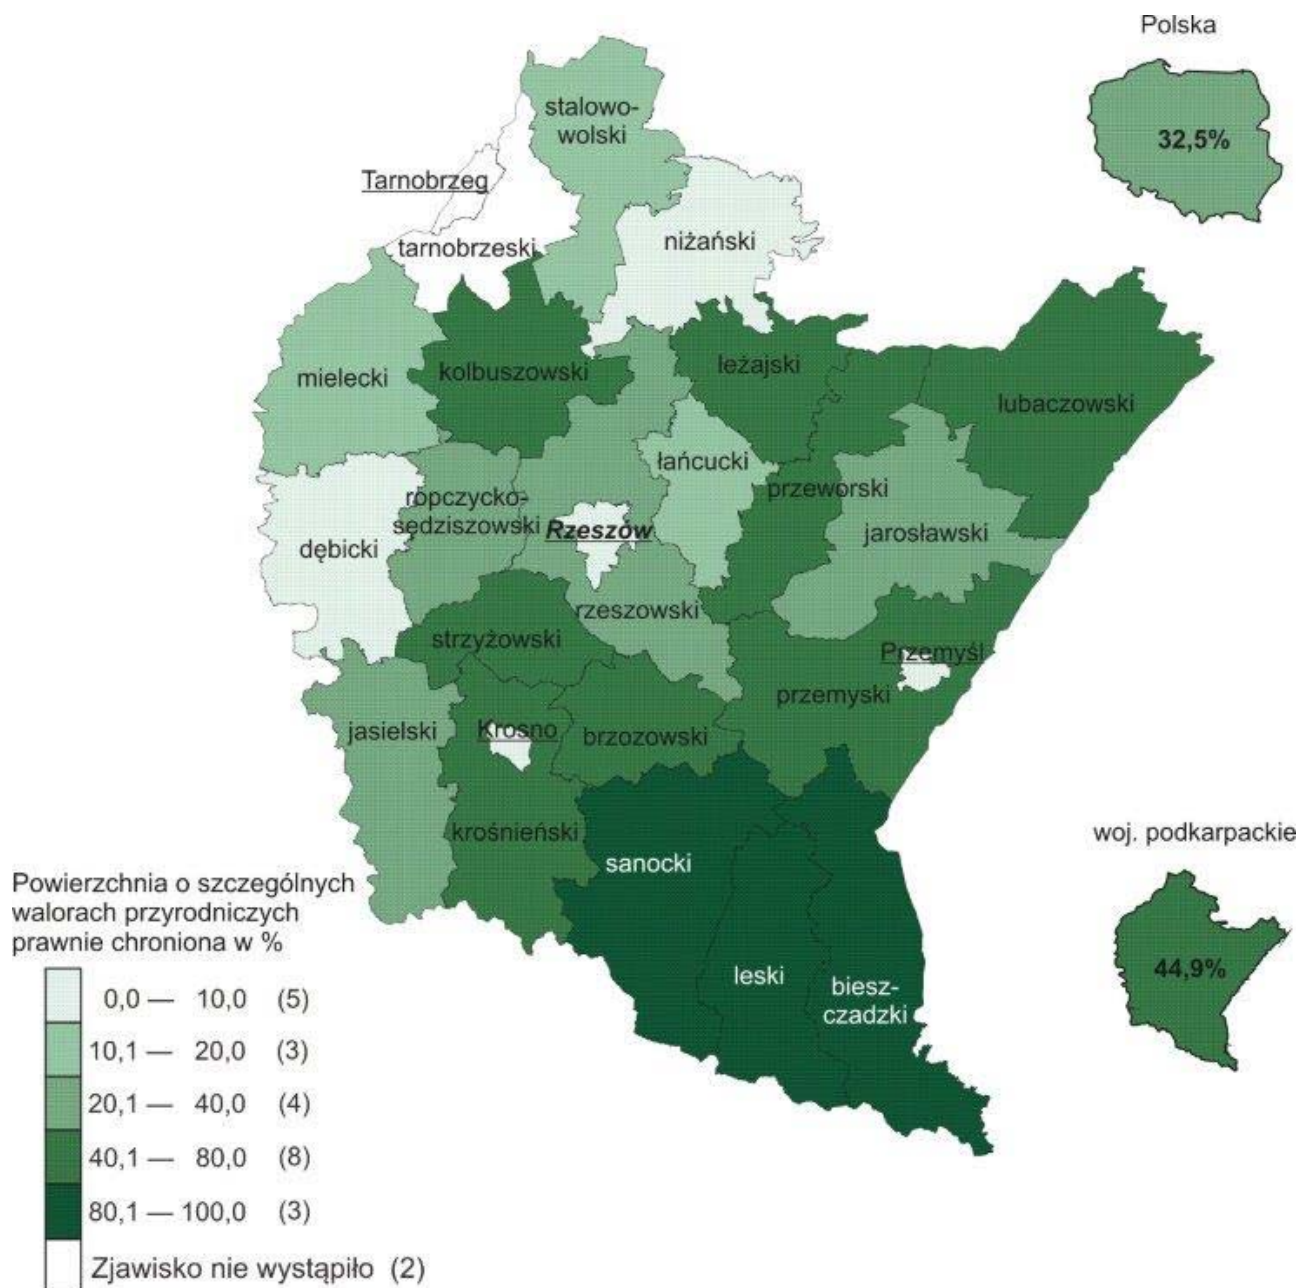 Polska
32,5%
stalowo-
wolski
Tarnobrzeg
tarnobrzeski
niżański
mielecki
kolbuszowski
leżajski
lubaczowski
łańcucki
przeworski
ropczycko-
sędziszowski
Rzeszów
dębicki
jarosławski
rzeszowski
strzyżowski
Przemyśl
przemyski
jasielski
Krosno
brzozowski
krośnieński
sanocki
leski
biesz-
czadzki
woj. podkarpackie
44,9%
Powierzchnia o szczególnych
walorach przyrodniczych
prawnie chroniona w %
0,0 — 10,0 (5)
10,1 — 20,0 (3)
20,1 — 40,0 (4)
40,1 — 80,0 (8)
80,1 — 100,0 (3)
Zjawisko nie wystąpiło (2)